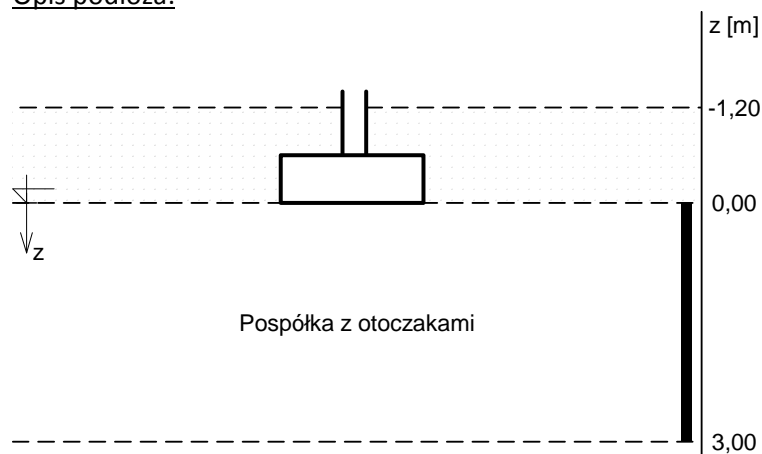 Opis podłoża:
z [m]
-1,20
0,00
z
Pospółka z otoczakami
3,00